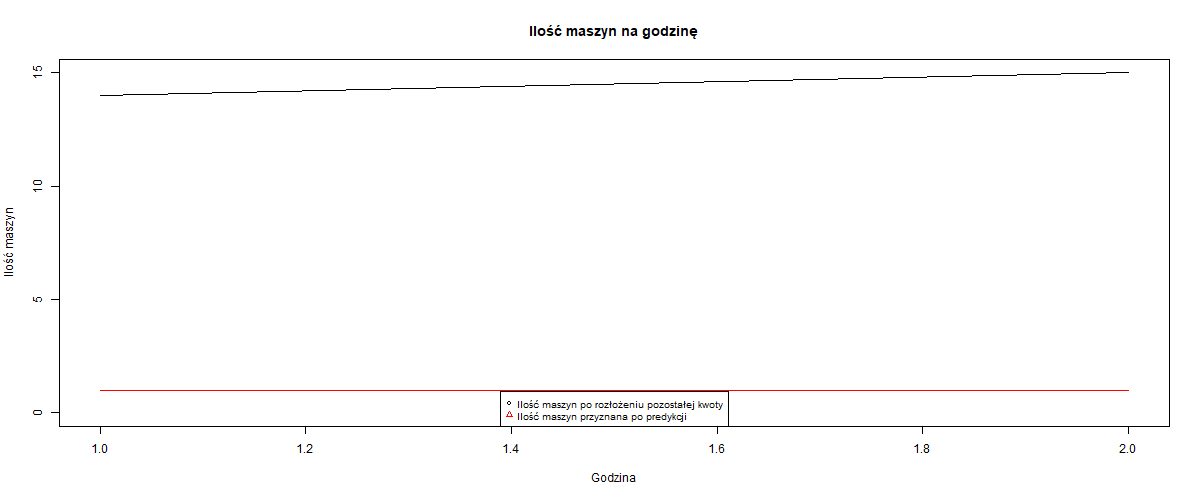 Ilość maszyn na godzinę
Ilość maszyn
15
10
5
0
Ilość maszyn po rozłożeniu pozostałej kwoty
Ilość maszyn przyznana po predykcji
1.0 1.2 1.4 1.6 1.8 2.0
Godzina